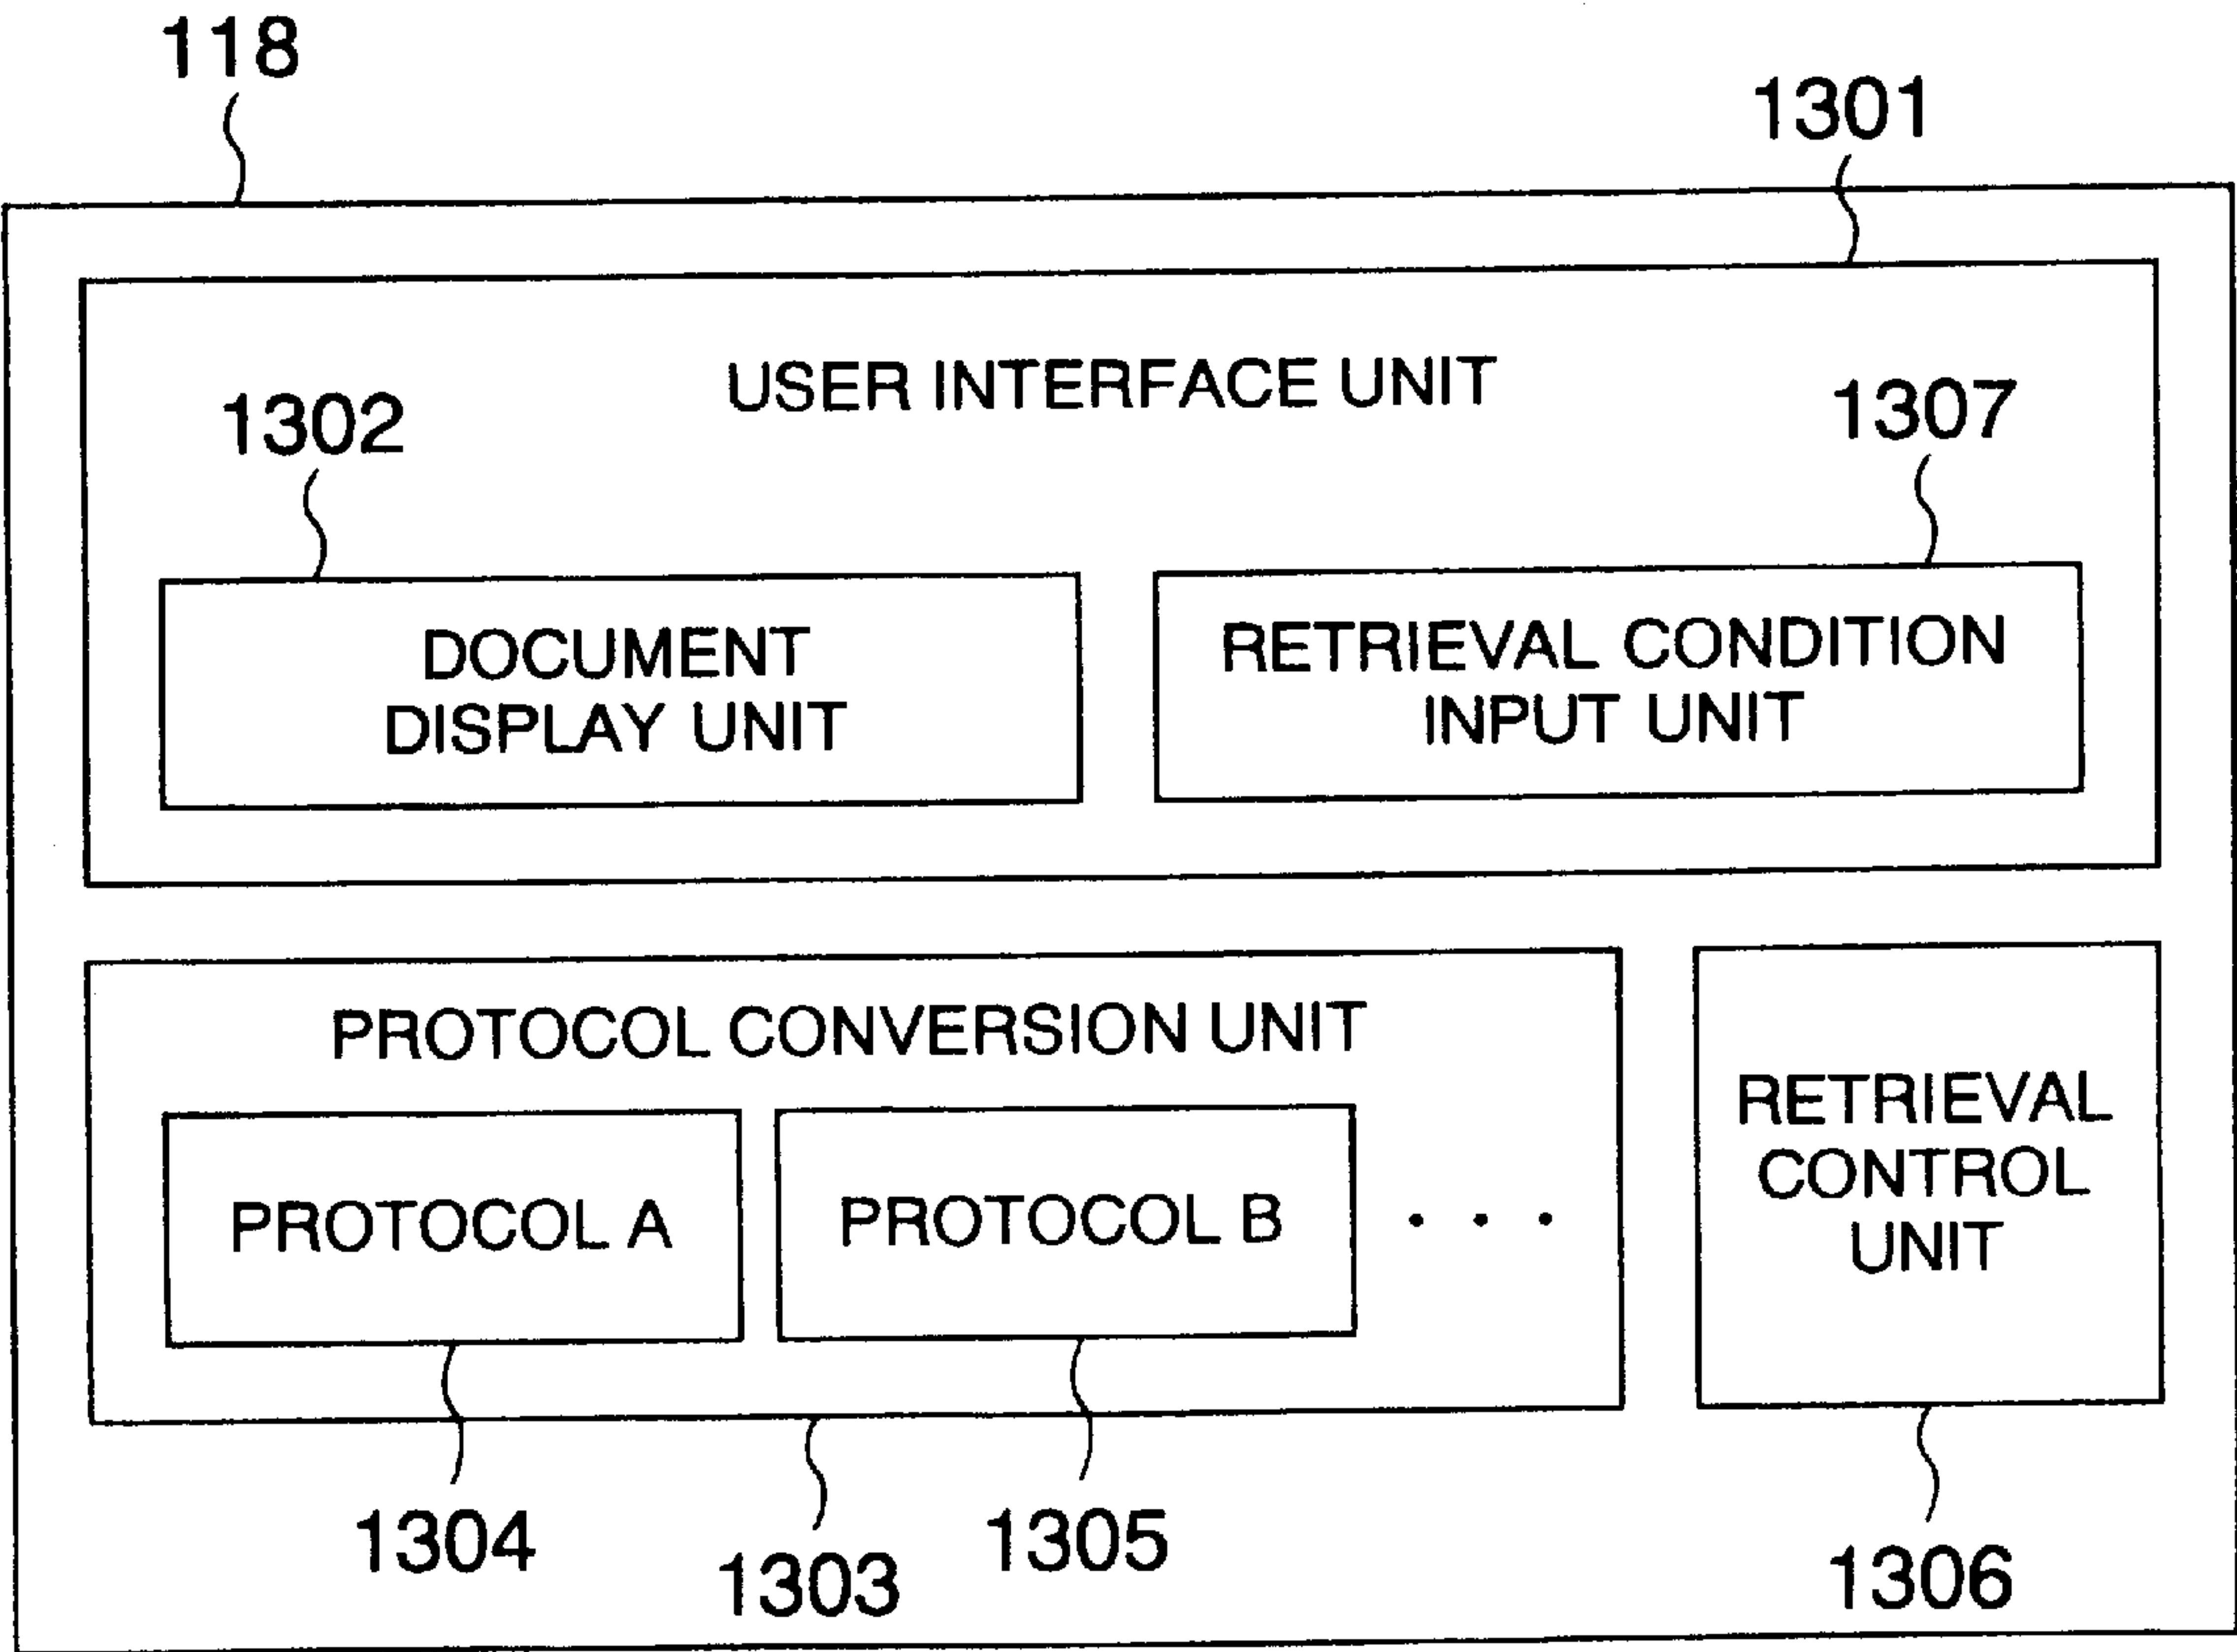 118
1301
USER INTERFACE UNIT
1302
1307
DOCUMENT
DISPLAY UNIT
RETRIEVAL CONDITION
INPUT UNIT
PROTOCOL CONVERSION UNIT
PROTOCOL A
PROTOCOL B
. . .
RETRIEVAL
CONTROL
UNIT
1304
1303
1305
1306